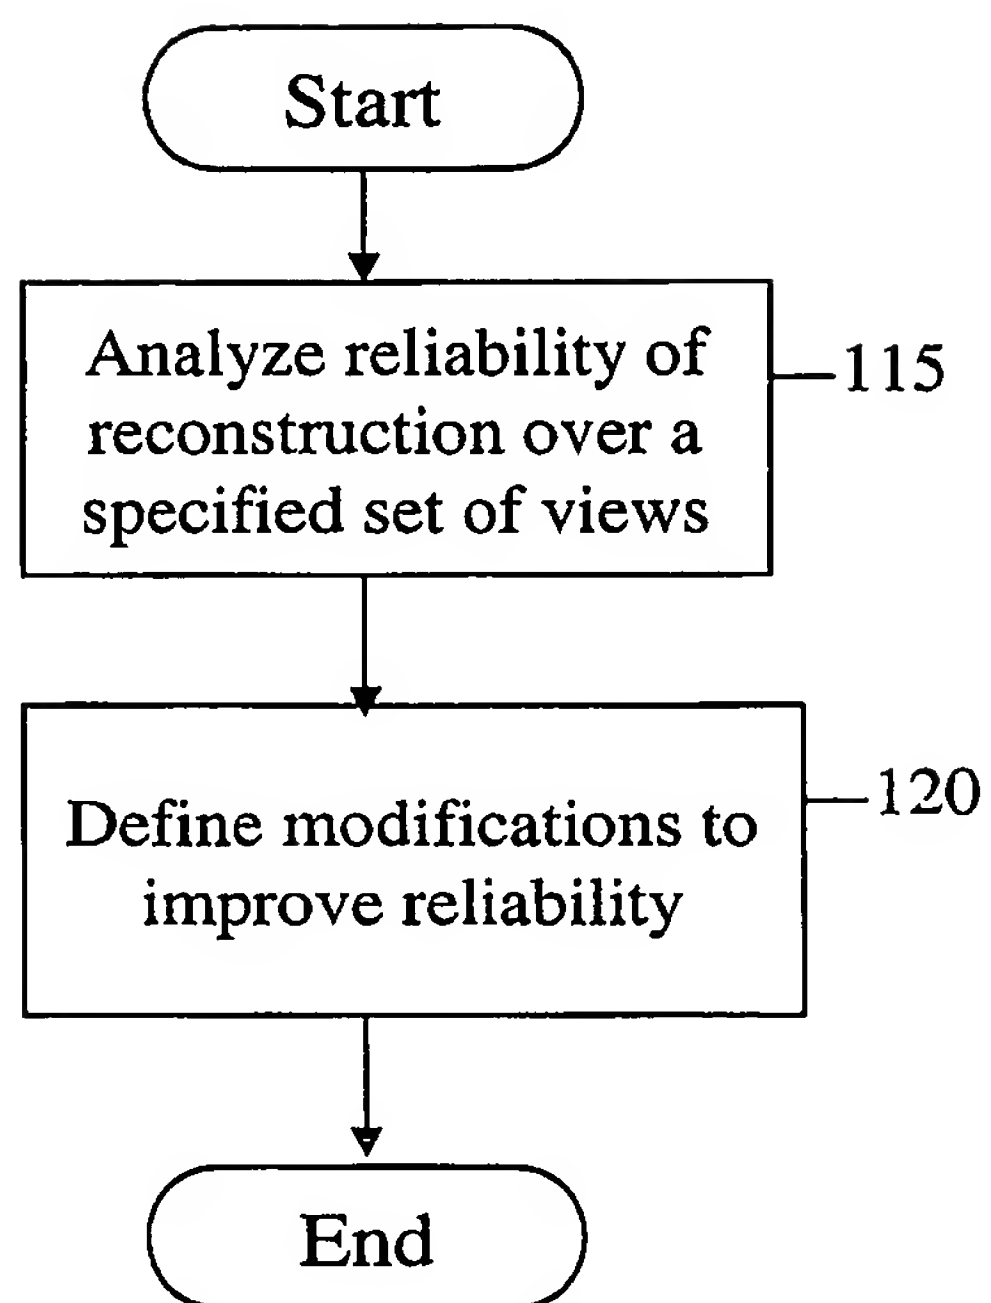 Start
Analyze reliability of
reconstruction over a
specified set of views
115
Define modifications to
improve reliability
120
End